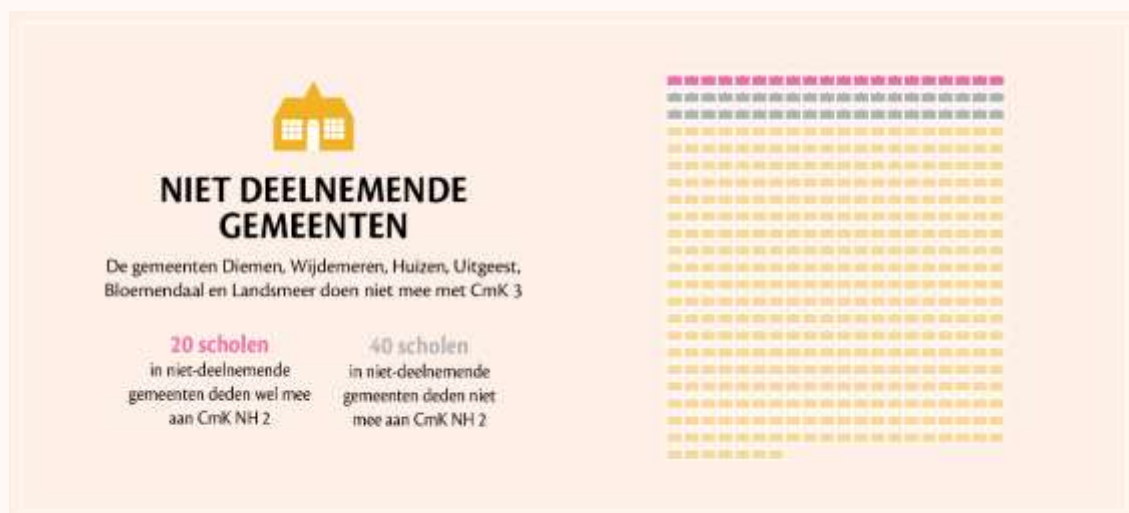 NIET DEELNEMENDE
GEMEENTEN
De gemeenten Diemen, Wijdemeren, Huizen, Uitgeest,
Bloemendaal en Landsmeer doen niet mee met CmK 3
20 scholen
in niet-deelnemende
gemeenten deden wel mee
aan CmK NH 2
40 scholen
in niet-deelnemende
gemeenten deden niet
mee aan CmK NH 2